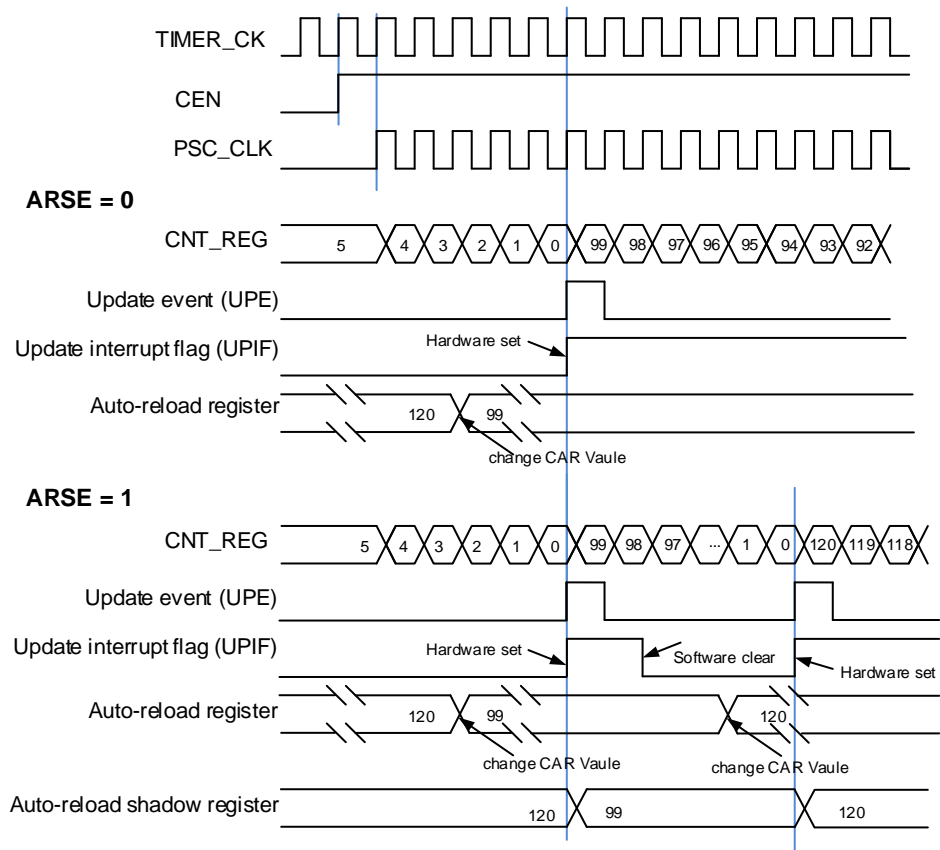 TIMER_CK
CEN
PSC_CLK
ARSE = 0
CNT_REG 5 4 3 2 1 0 99 98 97 96 95 94 93 92
Update event (UPE)
Update interrupt flag (UPIF) Hardware set
Auto-reload register 120 99
change CAR Vaule
ARSE = 1
CNT_REG 5 4 3 2 1 0 99 98 97 ... 1 0 120 119 118
Update event (UPE)
Update interrupt flag (UPIF) Hardware set Software clear Hardware set
Auto-reload register 120 99 120
change CAR Vaule change CAR Vaule
Auto-reload shadow register 120 99 120